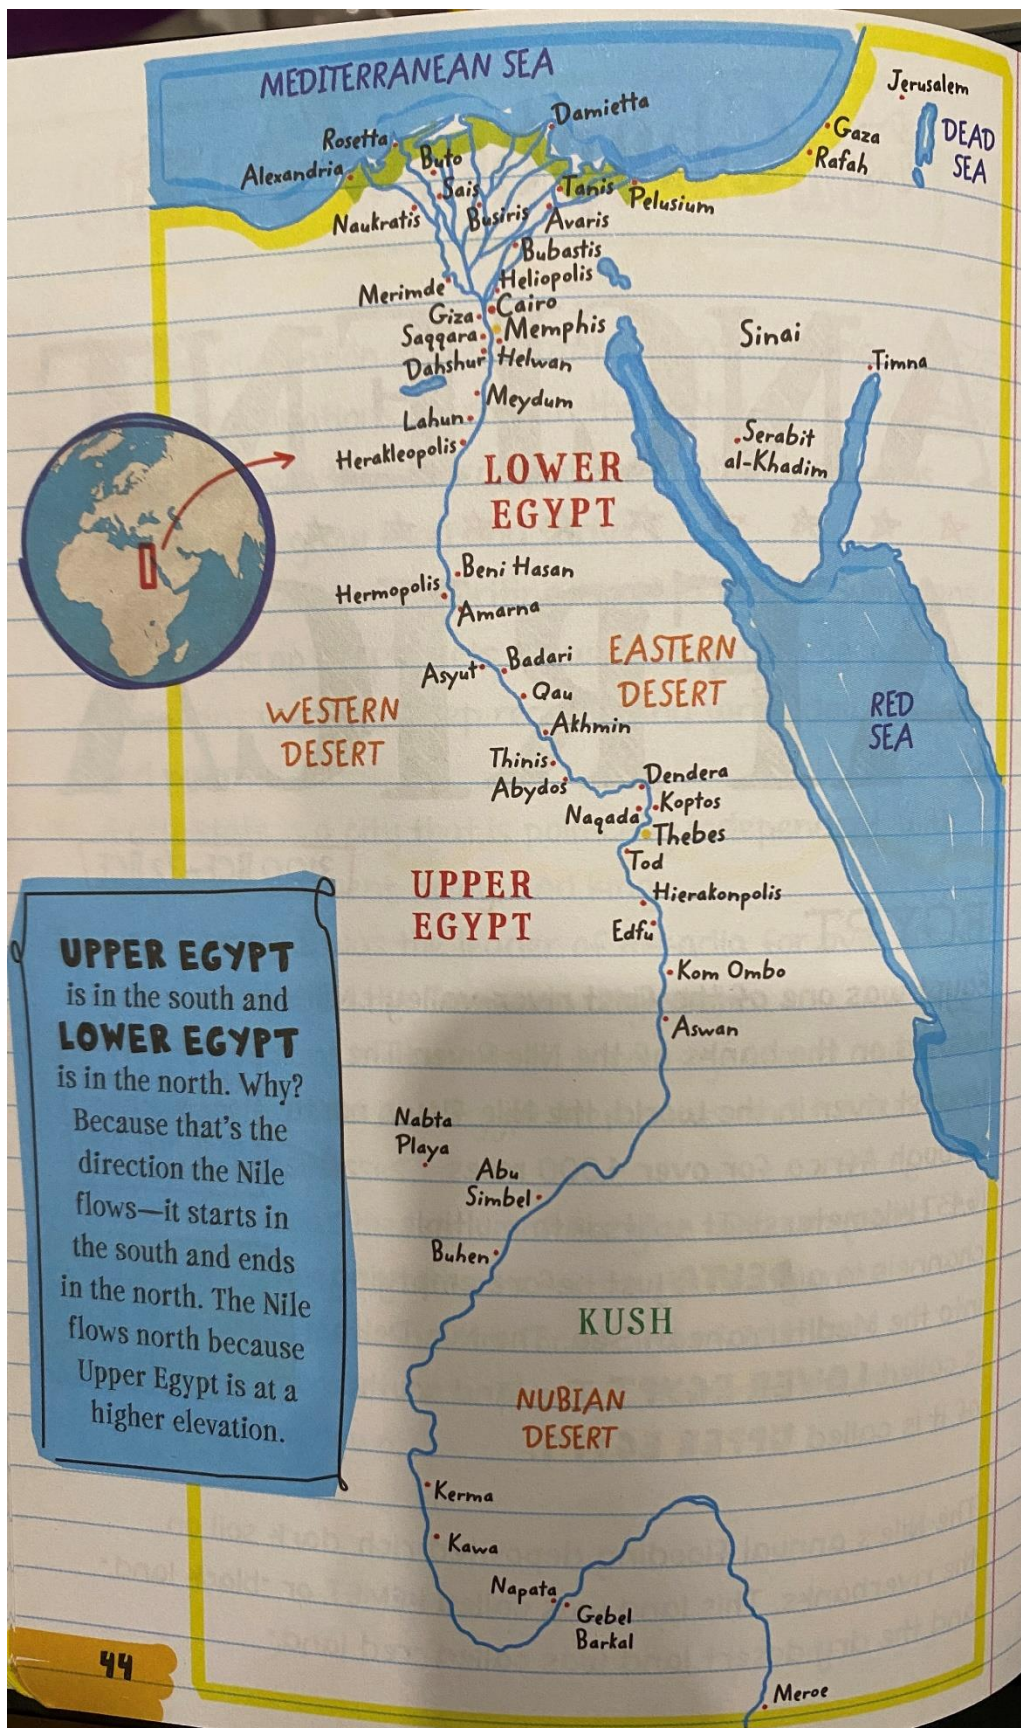 MEDITERRANEAN SEA
Jerusalem
DEAD
SEA
Gaza
Rafah
Damietta
Rosetta
Buto
Alexandria
Sais
Tanis
Pelusium
Naukratis
Busiris
Avaris
Bubastis
Heliopolis
Merimde
Cairo
Giza
Memphis
Saqqara
Sinai
Dahshur
Helwan
Timna
Meydum
Lahun
Serabit
al-Khadim
Herakleopolis
LOWER
EGYPT
Beni Hasan
Hermopolis
Amarna
EASTERN
DESERT
Badari
Asyut
Qau
WESTERN
DESERT
RED
SEA
Akhmin
Thinis
Abydos
Dendera
Koptos
Naqada
Thebes
Tod
UPPER
EGYPT
Hierakonpolis
Edfu
Kom Ombo
Aswan
Nabta
Playa
Abu
Simbel
Buhen
KUSH
NUBIAN
DESERT
Kerma
Kawa
Napata
Gebel
Barkal
Meroe
UPPER EGYPT
is in the south and
LOWER EGYPT
is in the north. Why?
Because that's the
direction the Nile
flows—it starts in
the south and ends
in the north. The Nile
flows north because
Upper Egypt is at a
higher elevation.
44